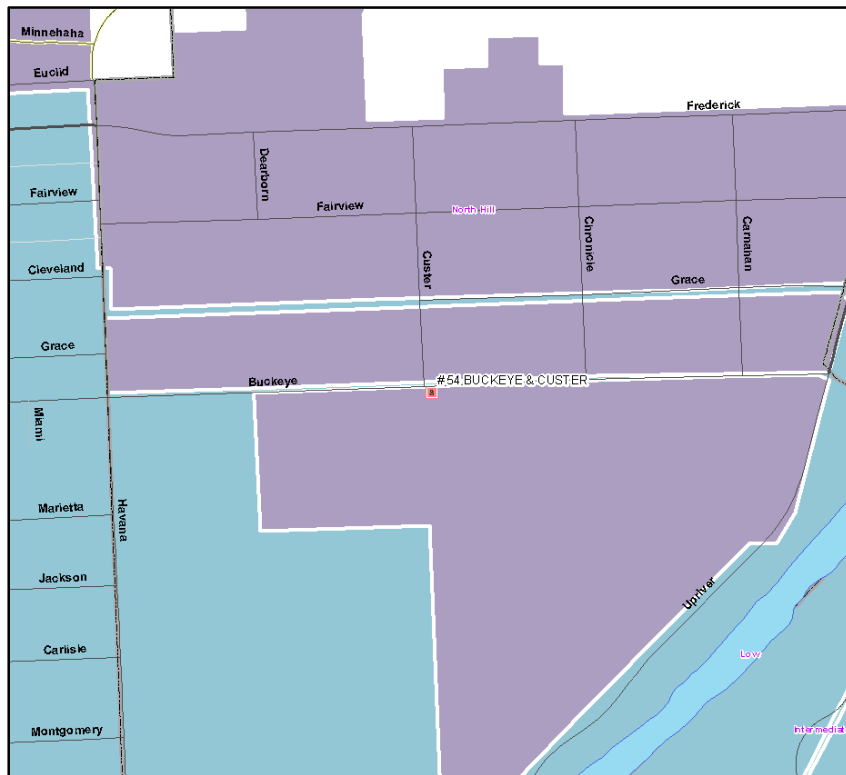 Minnehaha
Euclid
Frederick
Dearborn
Fairview
Fairview
North Hill
Custer
Chronicle
Carnahan
Cleveland
Grace
Grace
Buckeye
#,54,BUCKEYE & CUSTER
a
Miami
Havana
Marietta
Jackson
Upriver
Carlisle
Low
Montgomery
Intermediat